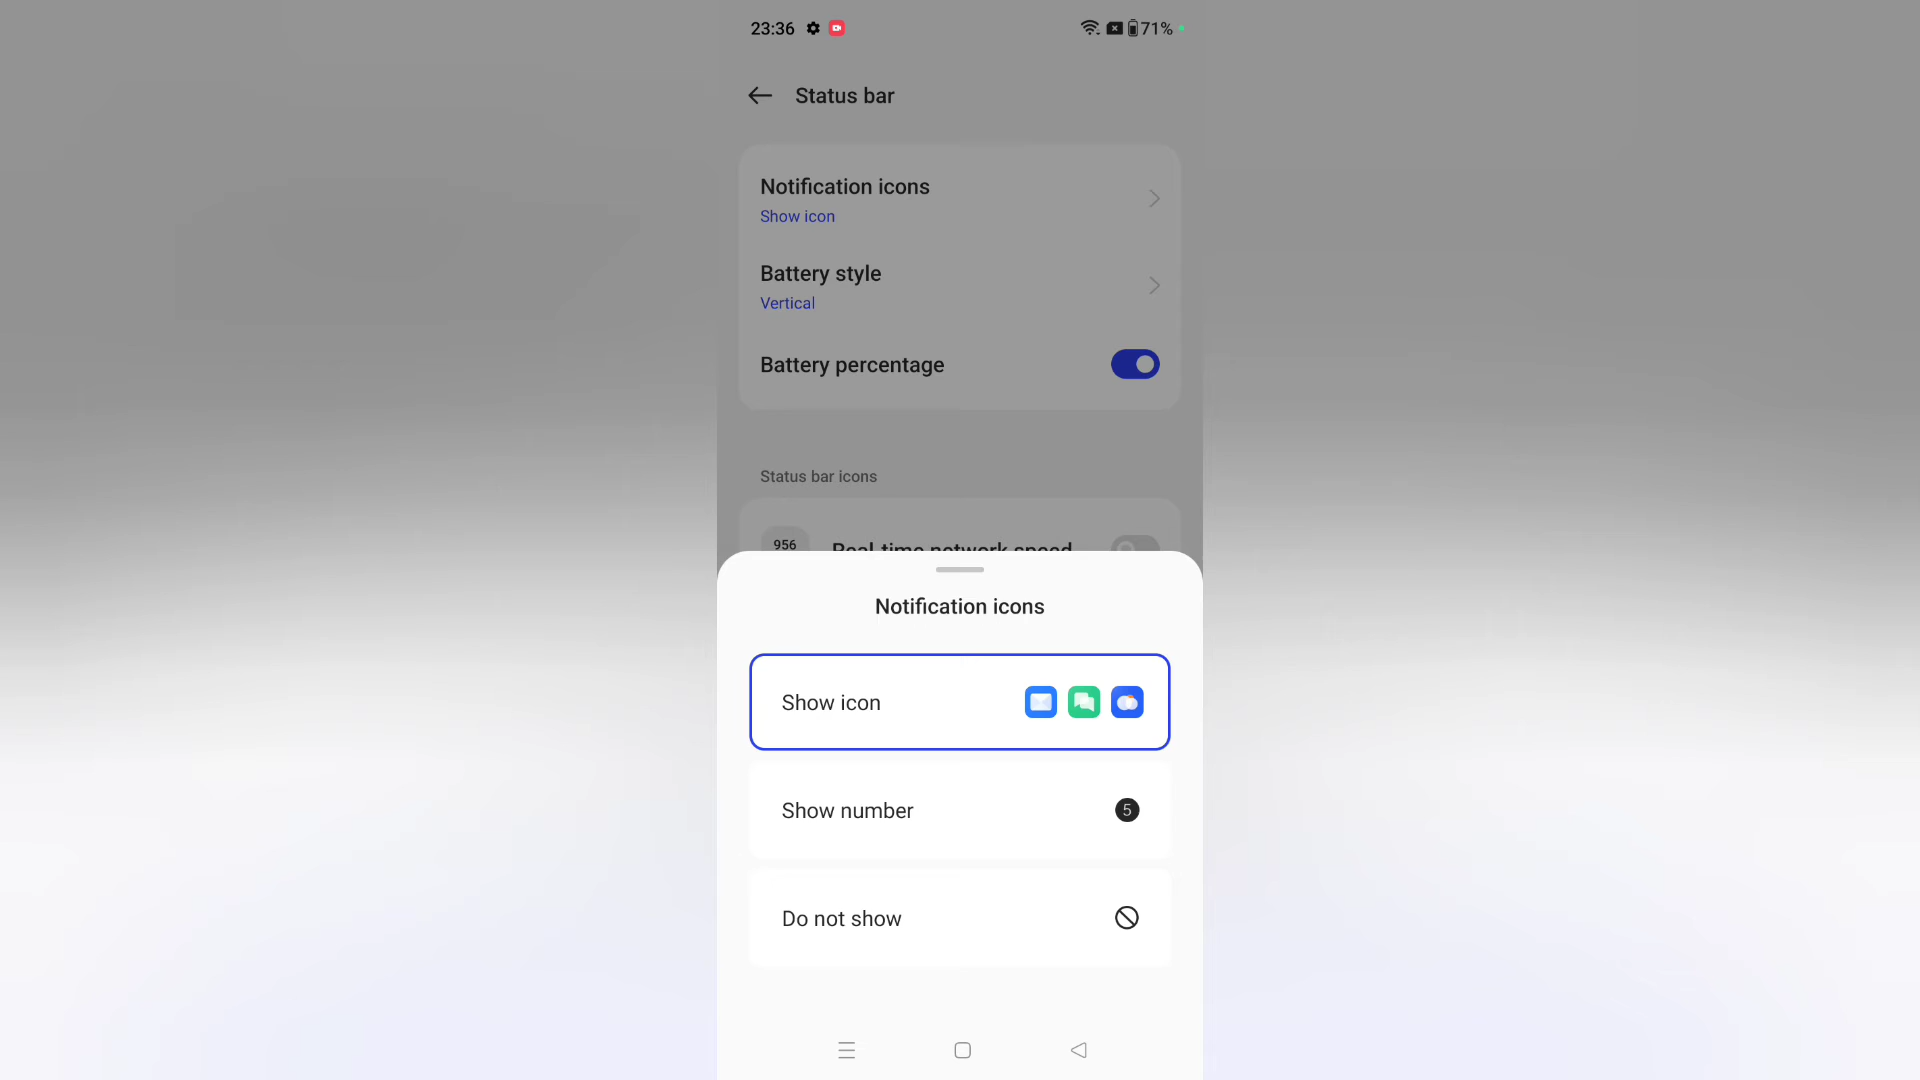 23:36
71%
Status bar
Notification icons
Show icon
Battery style
Vertical
Battery percentage
Status bar icons
956
Real-time network speed
Notification icons
Show icon
Show number
5
Do not show